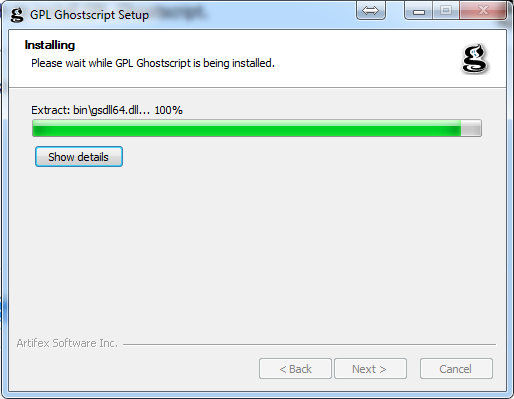 GPL Ghostscript Setup
Installing
Please wait while GPL Ghostscript is being installed.
Extract: bin\gsdll64.dll... 100%
Show details
Artifex Software Inc.
< Back Next > Cancel